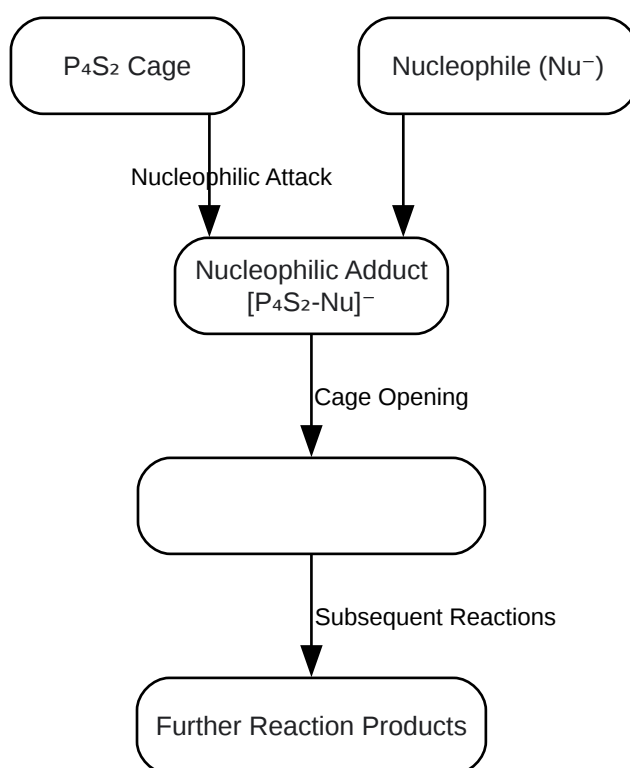 P₄S₂ Cage
Nucleophile (Nu⁻)
Nucleophilic Attack
Nucleophilic Adduct
[P₄S₂-Nu]⁻
Cage Opening
Subsequent Reactions
Further Reaction Products